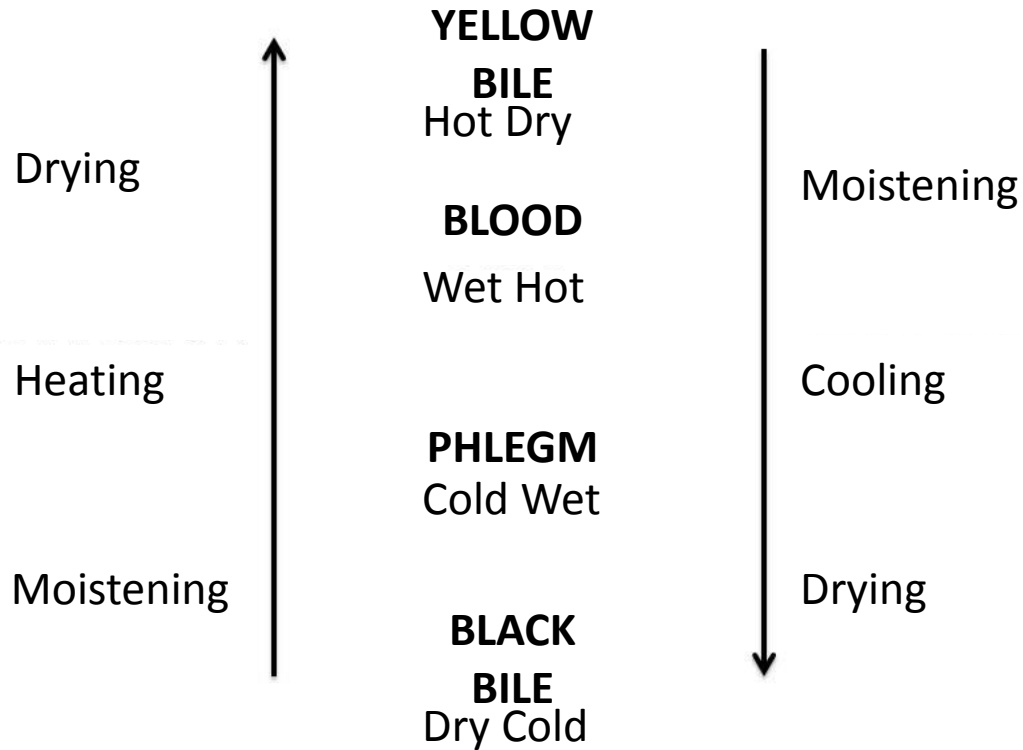 YELLOW
BILE
Hot Dry
Drying
Moistening
BLOOD
Wet Hot
Heating
Cooling
PHLEGM
Cold Wet
Moistening
Drying
BLACK
BILE
Dry Cold